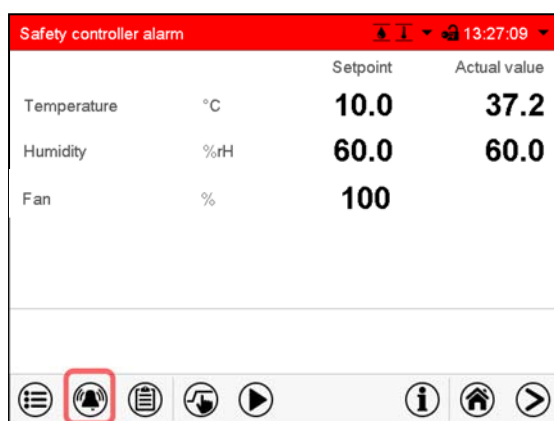 Safety controller alarm 13:27:09
Setpoint Actual value
Temperature °C 10.0 37.2
Humidity %rH 60.0 60.0
Fan % 100
i